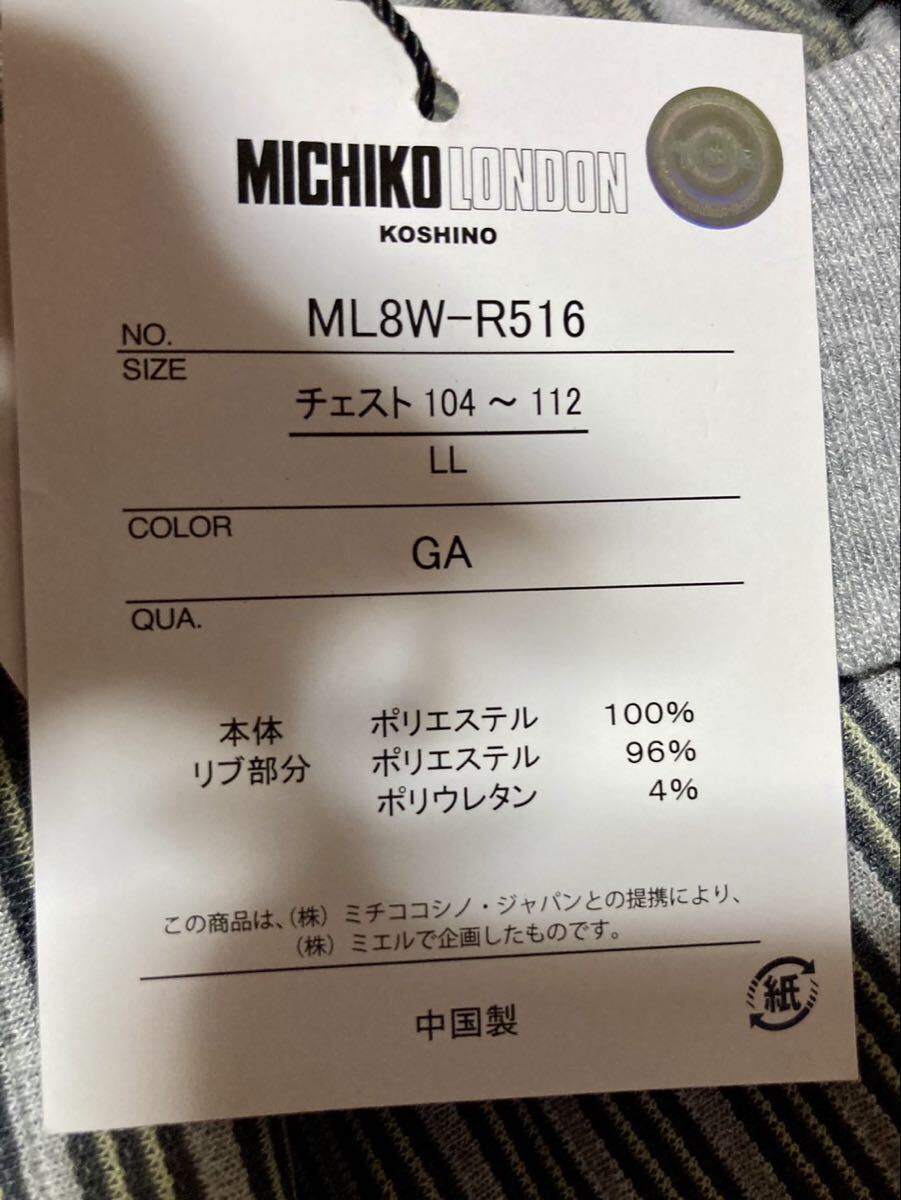 MICHIKO LONDON
KOSHINO
NO. ML8W-R516
SIZE
チェスト 104 ～ 112
LL
COLOR
GA
QUA.
本体 ポリエステル 100%
リブ部分 ポリエステル 96%
ポリウレタン 4%
この商品は、(株) ミチココシノ・ジャパンとの提携により、
(株) ミエルで企画したものです。
中国製
紙